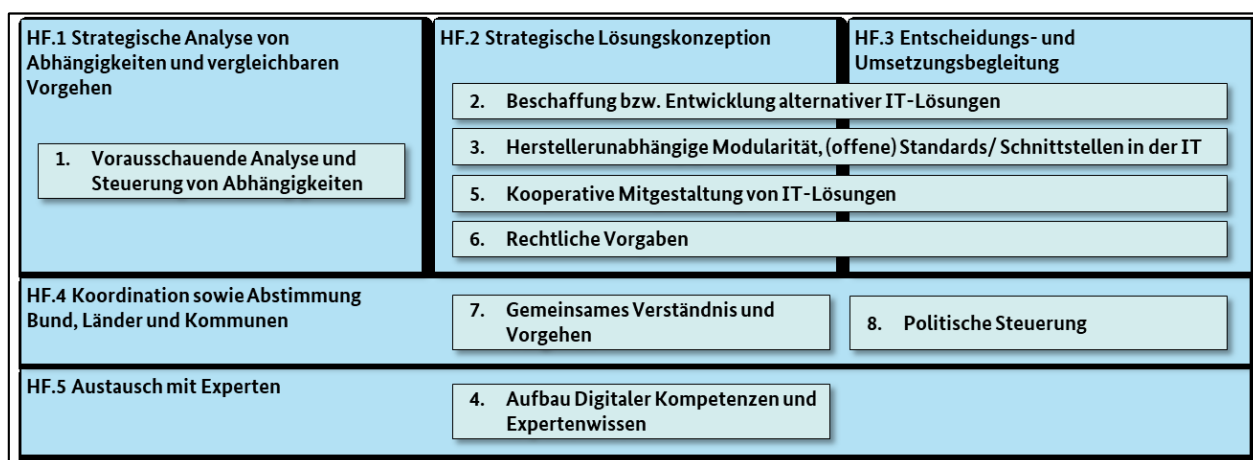 HF.1 Strategische Analyse von
Abhängigkeiten und vergleichbaren
Vorgehen
1. Vorausschauende Analyse und
Steuerung von Abhängigkeiten
HF.2 Strategische Lösungskonzeption
HF.3 Entscheidungs- und
Umsetzungsbegleitung
2. Beschaffung bzw. Entwicklung alternativer IT-Lösungen
3. Herstellerunabhängige Modularität, (offene) Standards/ Schnittstellen in der IT
5. Kooperative Mitgestaltung von IT-Lösungen
6. Rechtliche Vorgaben
HF.4 Koordination sowie Abstimmung
Bund, Länder und Kommunen
7. Gemeinsames Verständnis und
Vorgehen
8. Politische Steuerung
HF.5 Austausch mit Experten
4. Aufbau Digitaler Kompetenzen und
Expertenwissen